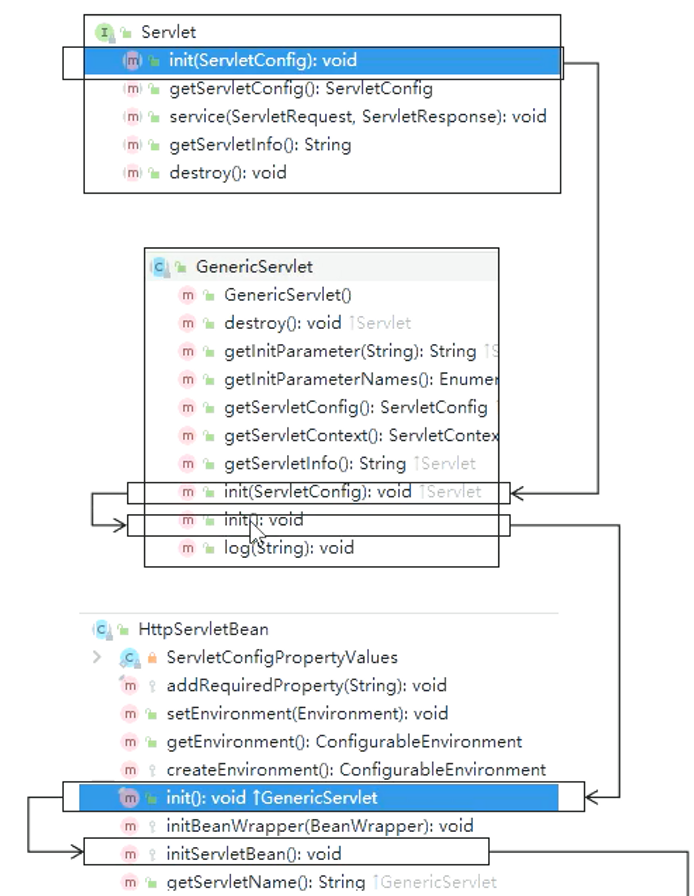 Servlet
init(ServletConfig): void
getServletConfig(): ServletConfig
service(ServletRequest, ServletResponse): void
getServletInfo(): String
destroy(): void
GenericServlet
GenericServlet()
destroy(): void ↑Servlet
getInitParameter(String): String ↑S
getInitParameterNames(): Enumer
getServletConfig(): ServletConfig
getServletContext(): ServletContex
getServletInfo(): String ↑Servlet
init(ServletConfig): void ↑Servlet
init(): void
log(String): void
HttpServletBean
ServletConfigPropertyValues
addRequiredProperty(String): void
setEnvironment(Environment): void
getEnvironment(): ConfigurableEnvironment
createEnvironment(): ConfigurableEnvironment
init(): void ↑GenericServlet
initBeanWrapper(BeanWrapper): void
initServletBean(): void
getServletName(): String ↑GenericServlet